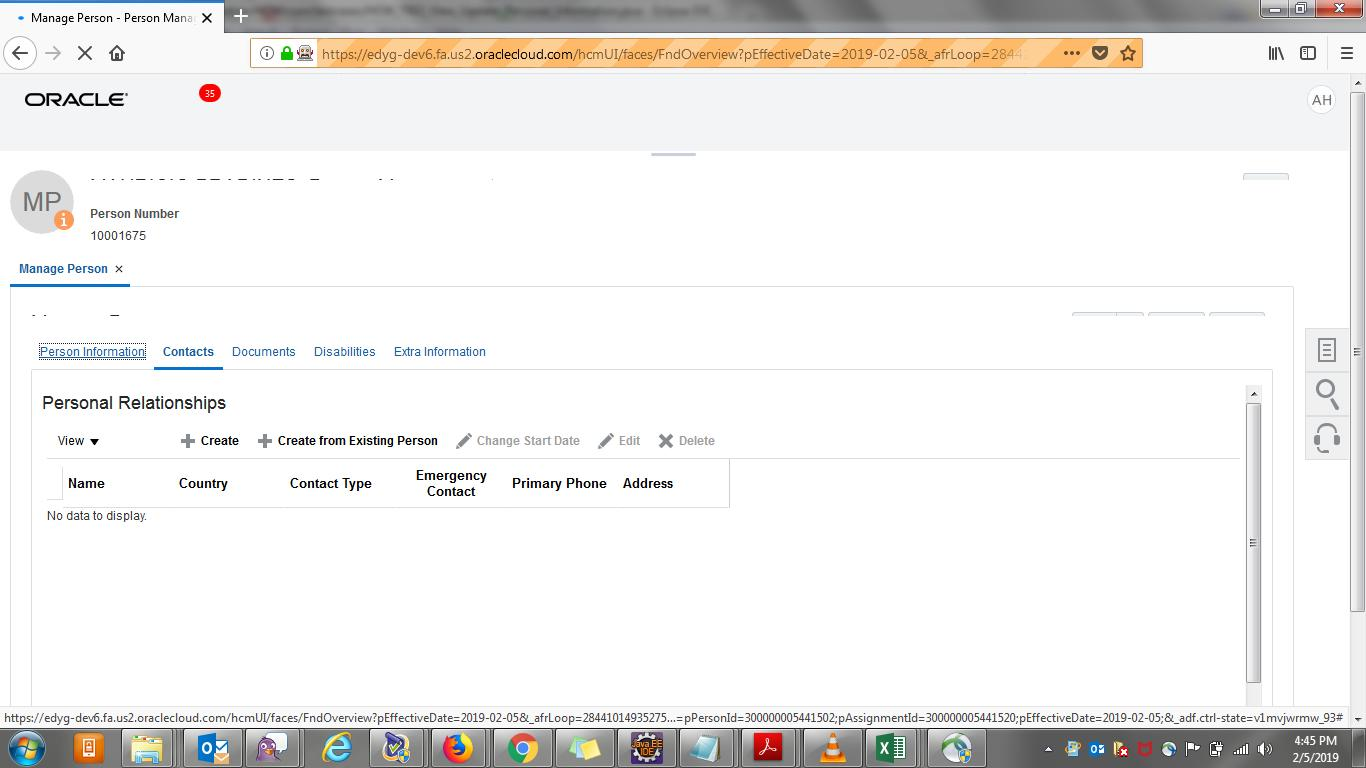 Manage Person - Person Mana
https://edyg-dev6.fa.us2.oraclecloud.com/hcmUI/faces/FndOverview?pEffectiveDate=2019-02-05&_afrLoop=2844
ORACLE
35
AH
MP
Person Number
10001675
Manage Person
Person Information Contacts Documents Disabilities Extra Information
Personal Relationships
View Create Create from Existing Person Change Start Date Edit Delete
Name Country Contact Type Emergency Contact Primary Phone Address
No data to display.
https://edyg-dev6.fa.us2.oraclecloud.com/hcmUI/faces/FndOverview?pEffectiveDate=2019-02-05&_afrLoop=28441014935275...=pPersonId=300000005441502;pAssignmentId=300000005441520;pEffectiveDate=2019-02-05;&_adf.ctrl-state=v1mvjwrmw_93#
Java EE
IDE
4:45 PM
2/5/2019